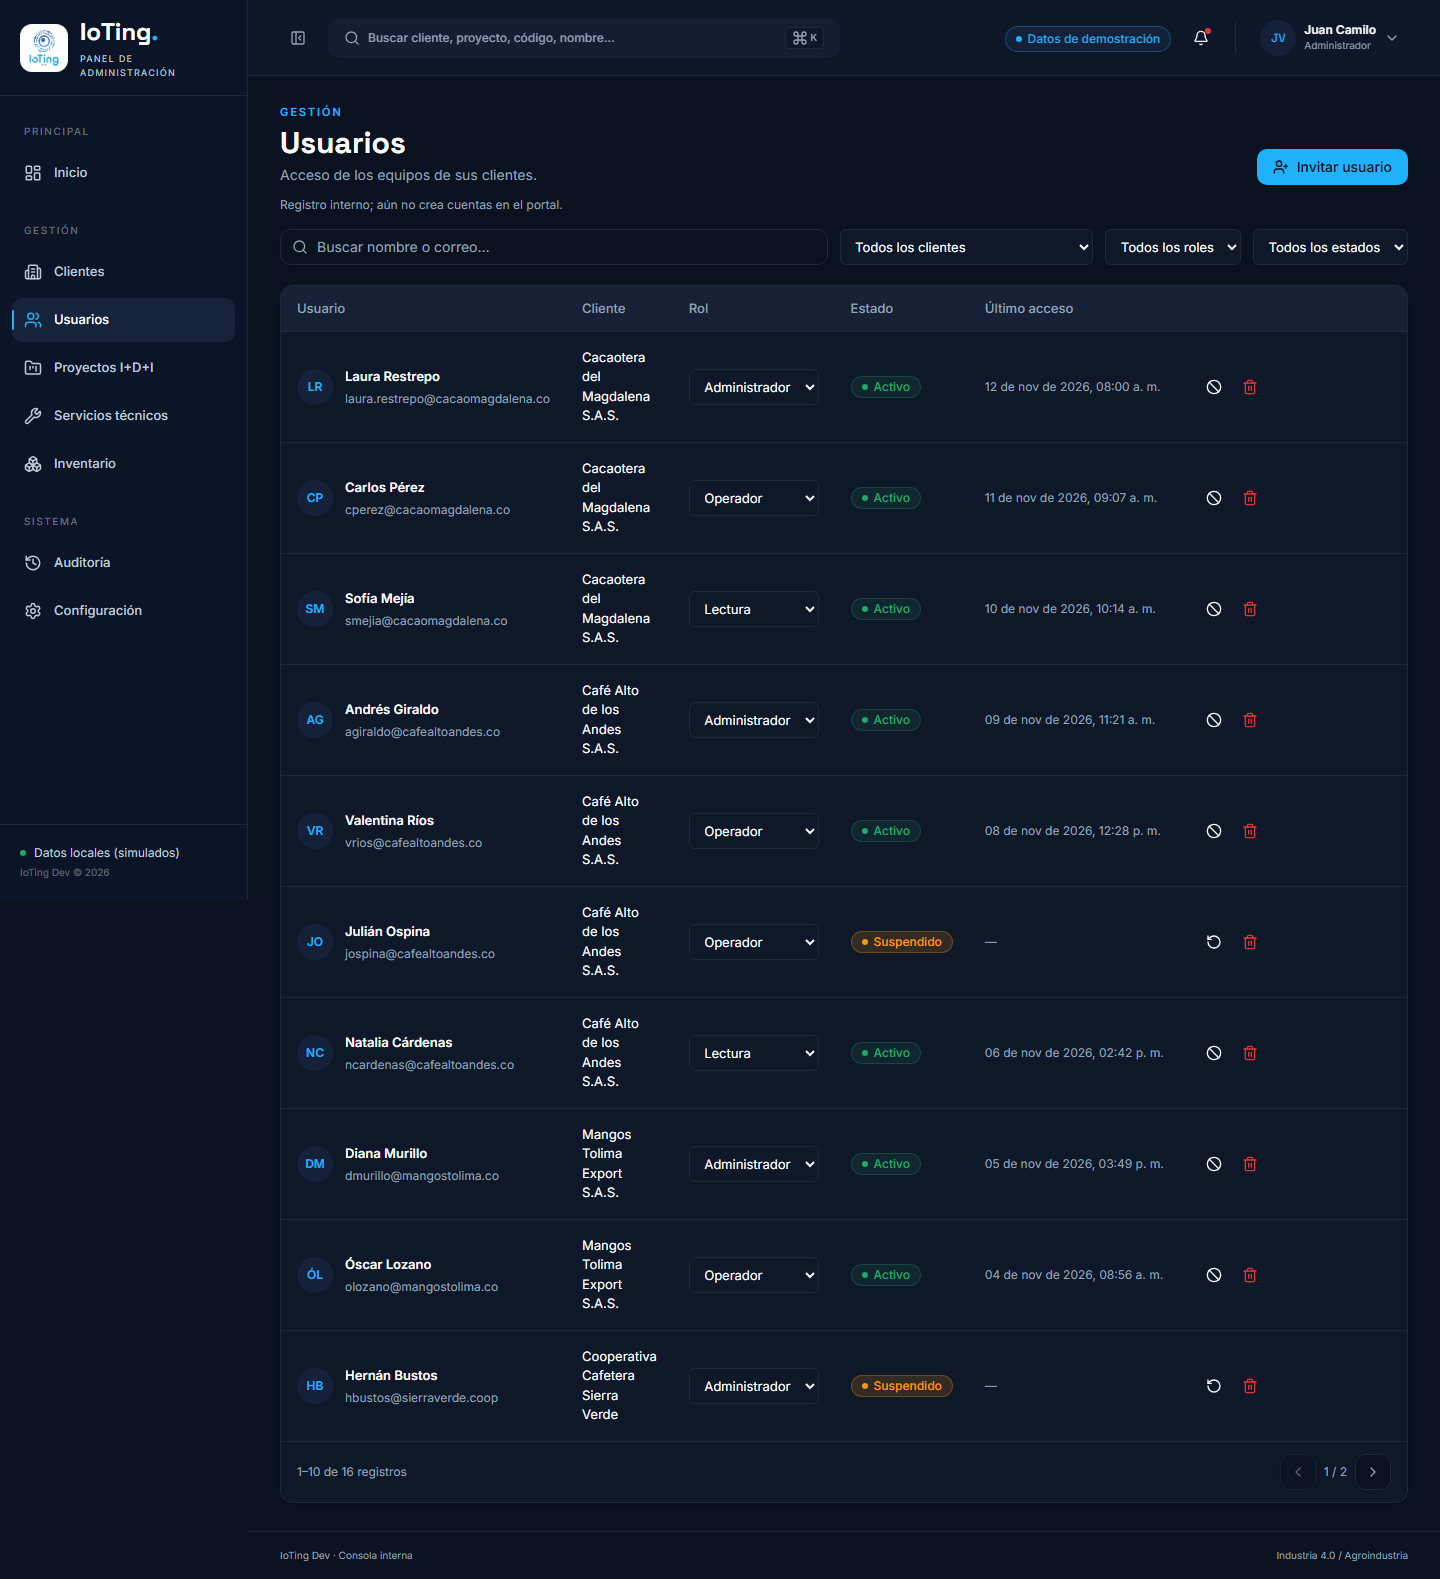 IoTing.
PANEL DE
ADMINISTRACIÓN
IoTing
PRINCIPAL
Inicio
GESTIÓN
Clientes
Usuarios
Proyectos I+D+I
Servicios técnicos
Inventario
SISTEMA
Auditoría
Configuración
Datos locales (simulados)
IoTing Dev © 2026
Buscar cliente, proyecto, código, nombre...
⌘ K
Datos de demostración
JV
Juan Camilo
Administrador
GESTIÓN
Usuarios
Acceso de los equipos de sus clientes.
Registro interno; aún no crea cuentas en el portal.
Invitar usuario
Buscar nombre o correo...
Todos los clientes
Todos los roles
Todos los estados
Usuario Cliente Rol Estado Último acceso
LR
Laura Restrepo
laura.restrepo@cacaomagdalena.co
Cacaotera
del
Magdalena
S.A.S.
Administrador
Activo
12 de nov de 2026, 08:00 a. m.
CP
Carlos Pérez
cperez@cacaomagdalena.co
Cacaotera
del
Magdalena
S.A.S.
Operador
Activo
11 de nov de 2026, 09:07 a. m.
SM
Sofía Mejía
smejia@cacaomagdalena.co
Cacaotera
del
Magdalena
S.A.S.
Lectura
Activo
10 de nov de 2026, 10:14 a. m.
AG
Andrés Giraldo
agiraldo@cafealtoandes.co
Café Alto
de los
Andes
S.A.S.
Administrador
Activo
09 de nov de 2026, 11:21 a. m.
VR
Valentina Ríos
vrios@cafealtoandes.co
Café Alto
de los
Andes
S.A.S.
Operador
Activo
08 de nov de 2026, 12:28 p. m.
JO
Julián Ospina
jospina@cafealtoandes.co
Café Alto
de los
Andes
S.A.S.
Operador
Suspendido
—
NC
Natalia Cárdenas
ncardenas@cafealtoandes.co
Café Alto
de los
Andes
S.A.S.
Lectura
Activo
06 de nov de 2026, 02:42 p. m.
DM
Diana Murillo
dmurillo@mangostolima.co
Mangos
Tolima
Export
S.A.S.
Administrador
Activo
05 de nov de 2026, 03:49 p. m.
ÓL
Óscar Lozano
olozano@mangostolima.co
Mangos
Tolima
Export
S.A.S.
Operador
Activo
04 de nov de 2026, 08:56 a. m.
HB
Hernán Bustos
hbustos@sierraverde.coop
Cooperativa
Cafetera
Sierra
Verde
Administrador
Suspendido
—
1–10 de 16 registros
1 / 2
IoTing Dev · Consola interna
Industria 4.0 / Agroindustria